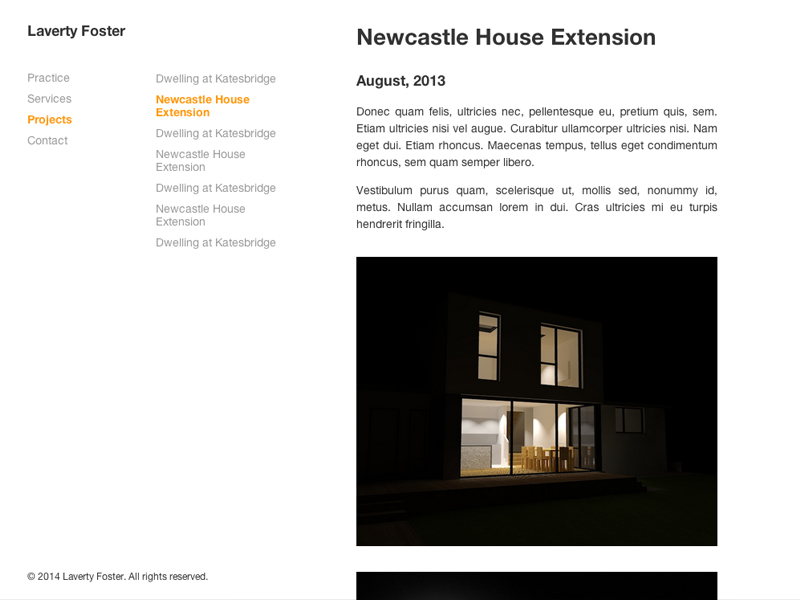 Laverty Foster
Practice
Services
Projects
Contact
Dwelling at Katesbridge
Newcastle House
Extension
Dwelling at Katesbridge
Newcastle House
Extension
Dwelling at Katesbridge
Newcastle House
Extension
Dwelling at Katesbridge
Newcastle House Extension
August, 2013
Donec quam felis, ultricies nec, pellentesque eu, pretium quis, sem.
Etiam ultricies nisi vel augue. Curabitur ullamcorper ultricies nisi. Nam
eget dui. Etiam rhoncus. Maecenas tempus, tellus eget condimentum
rhoncus, sem quam semper libero.
Vestibulum purus quam, scelerisque ut, mollis sed, nonummy id,
metus. Nullam accumsan lorem in dui. Cras ultricies mi eu turpis
hendrerit fringilla.
© 2014 Laverty Foster. All rights reserved.